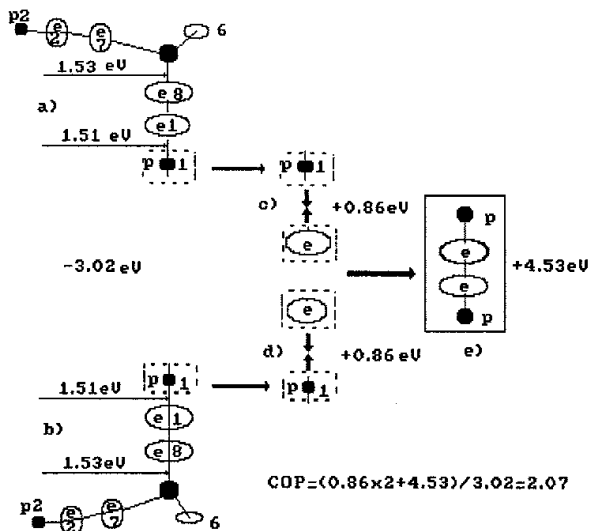 p2
e 2
e 7
6
1.53 eV
e 8
a)
e1
1.51 eV
p 1
p 1
c)
+0.86eV
e
-3.02 eV
e
e
p
+4.53eV
p
e)
e
d)
+0.86 eV
p 1
p 1
1.51eV
e 1
b)
e 8
1.53eV
p2
e 2
e 7
6
COP=(0.86x2+4.53)/3.02=2.07